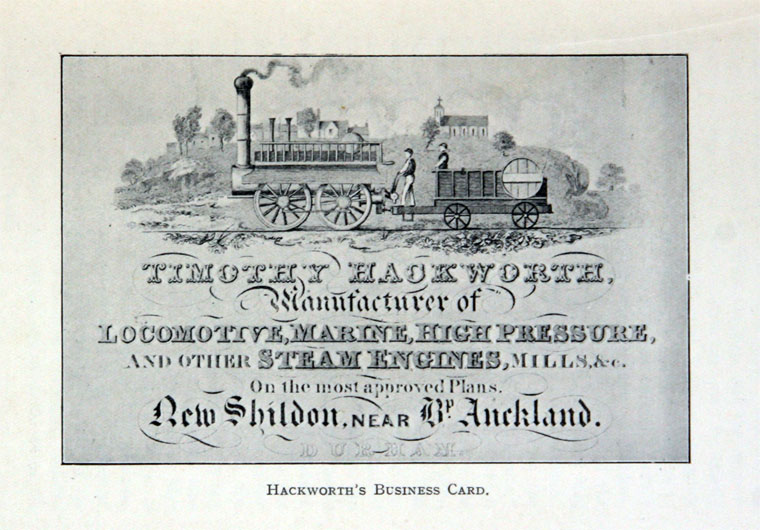 TIMOTHY HACKWORTH,
Manufacturer of
LOCOMOTIVE, MARINE, HIGH PRESSURE,
AND OTHER STEAM ENGINES, MILLS, &c.
On the most approved Plans.
New Shildon, NEAR Bp. Auckland.
DURHAM.
HACKWORTH'S BUSINESS CARD.